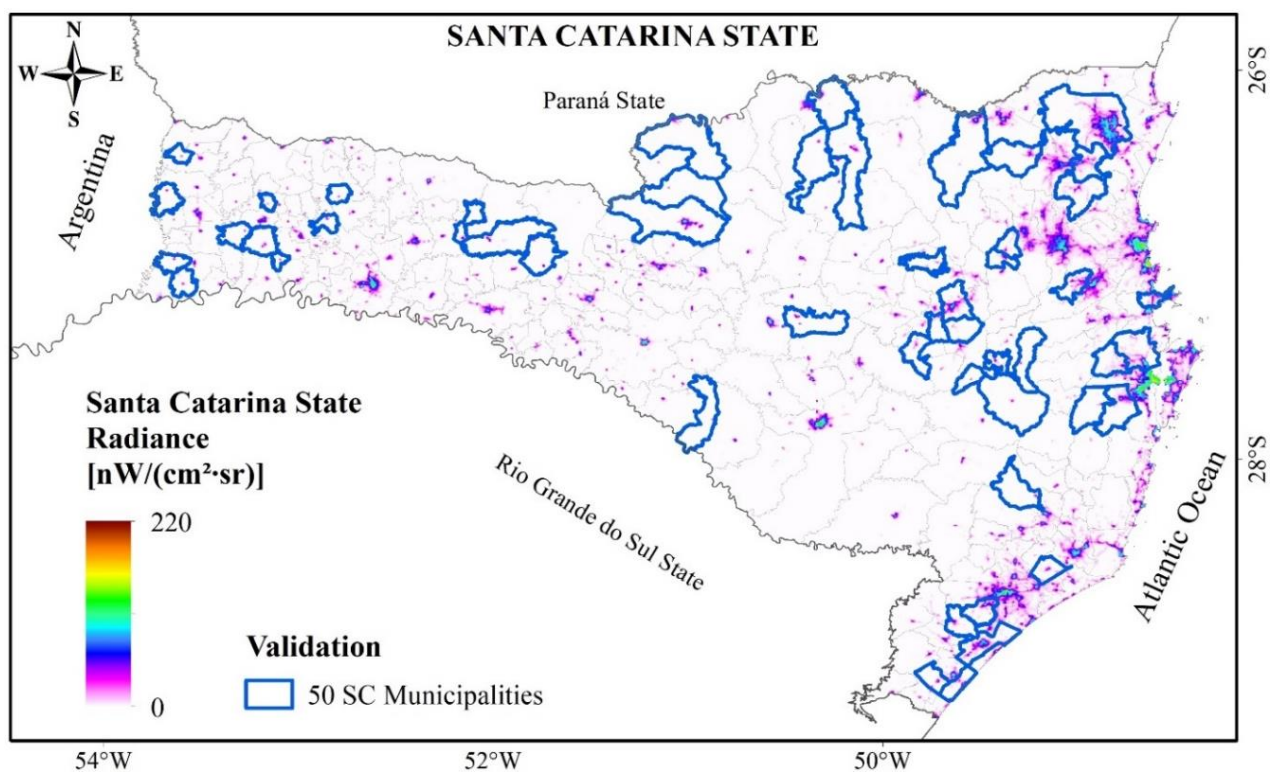 SANTA CATARINA STATE
N
W E
S
Paraná State
Argentina
26°S
Santa Catarina State
Radiance
[nW/(cm²·sr)]
220
0
Rio Grande do Sul State
28°S
Atlantic Ocean
Validation
50 SC Municipalities
54°W 52°W 50°W